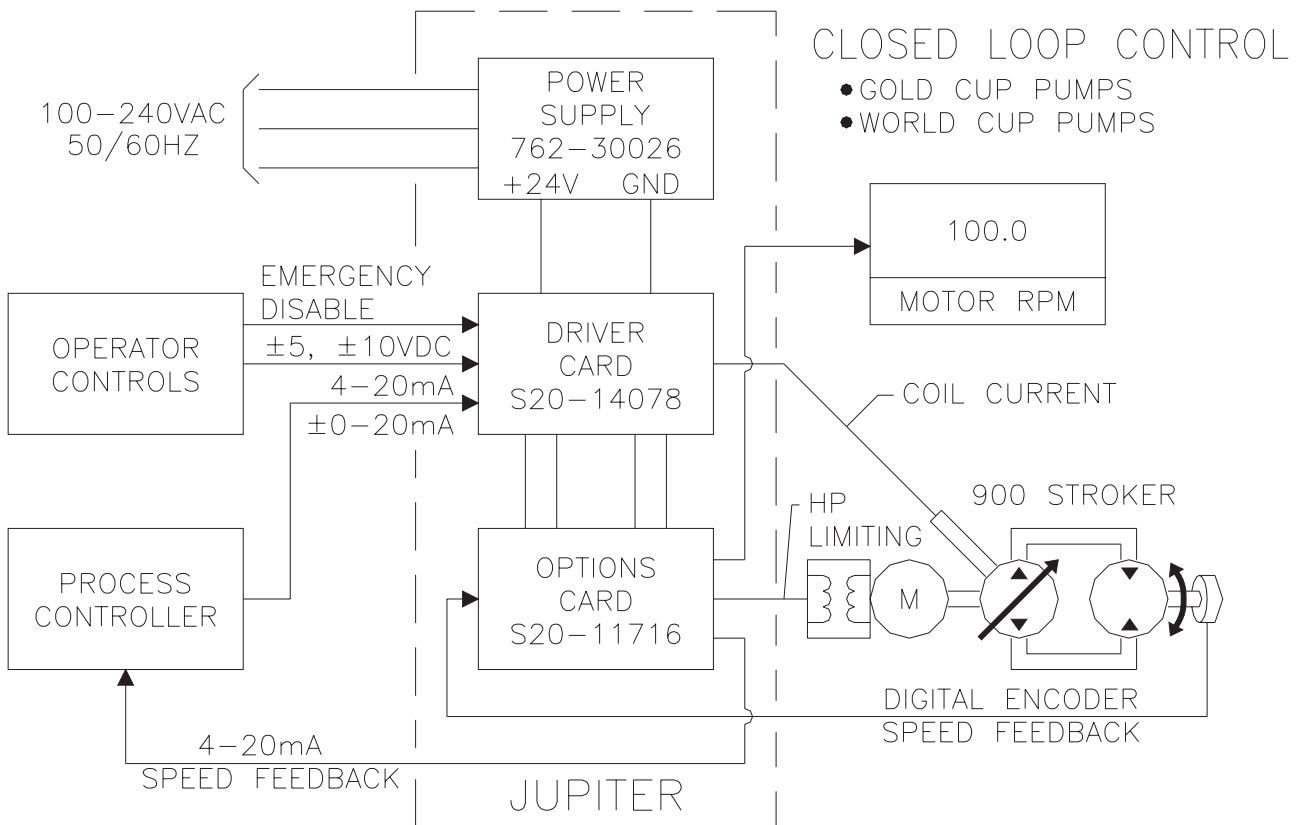 CLOSED LOOP CONTROL
GOLD CUP PUMPS
WORLD CUP PUMPS
100-240VAC
50/60HZ
POWER
SUPPLY
762-30026
+24V GND
100.0
MOTOR RPM
OPERATOR
CONTROLS
EMERGENCY
DISABLE
±5, ±10VDC
4-20mA
±0-20mA
DRIVER
CARD
S20-14078
COIL CURRENT
900 STROKER
HP
LIMITING
M
PROCESS
CONTROLLER
OPTIONS
CARD
S20-11716
DIGITAL ENCODER
SPEED FEEDBACK
4-20mA
SPEED FEEDBACK
JUPITER